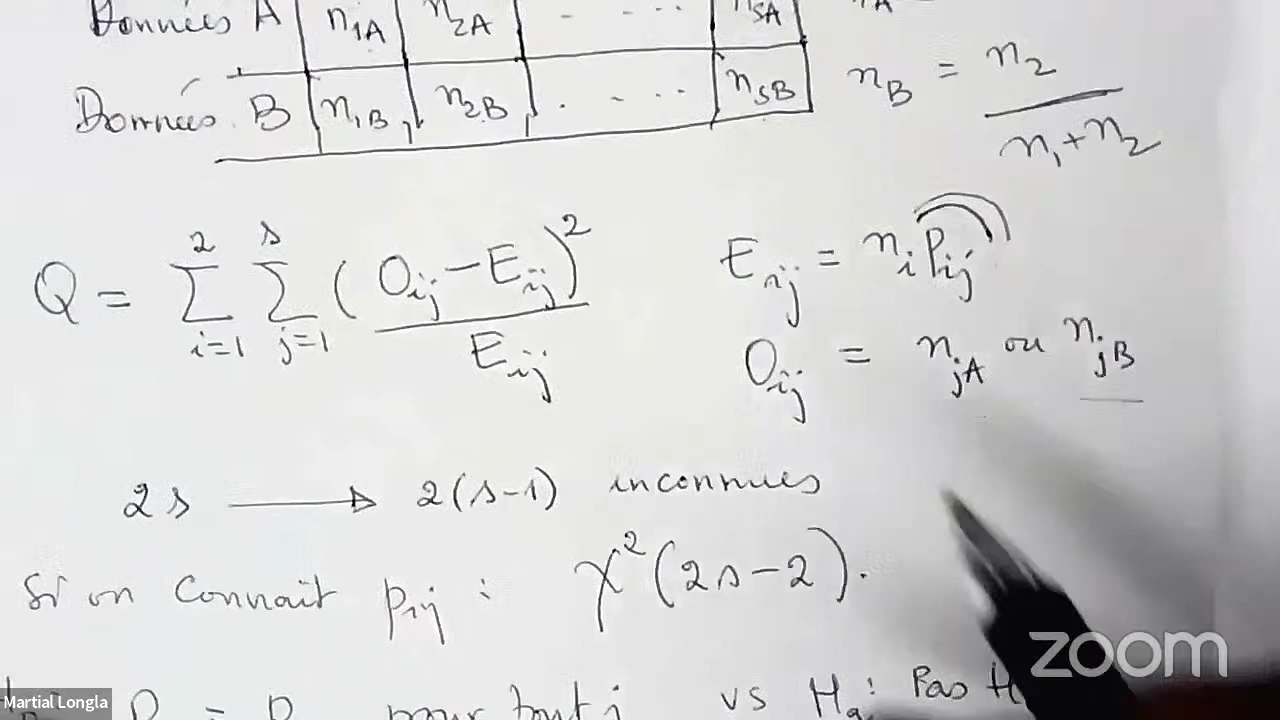 Données A n1A n2A - ---- nsA
Données B n1B, n2B, . - --.. nsB nB = n2 / n1+n2
Q = Σ(i=1 à 2) Σ(j=1 à s) (Oij − Eij)² / Eij
Eij = ni Pij
Oij = njA ou njB
2s ⟶ 2(s-1) inconnues
Si on connait pij : χ²(2s-2).
pour tout j vs Ha: Pas H
zoom
Martial Longla